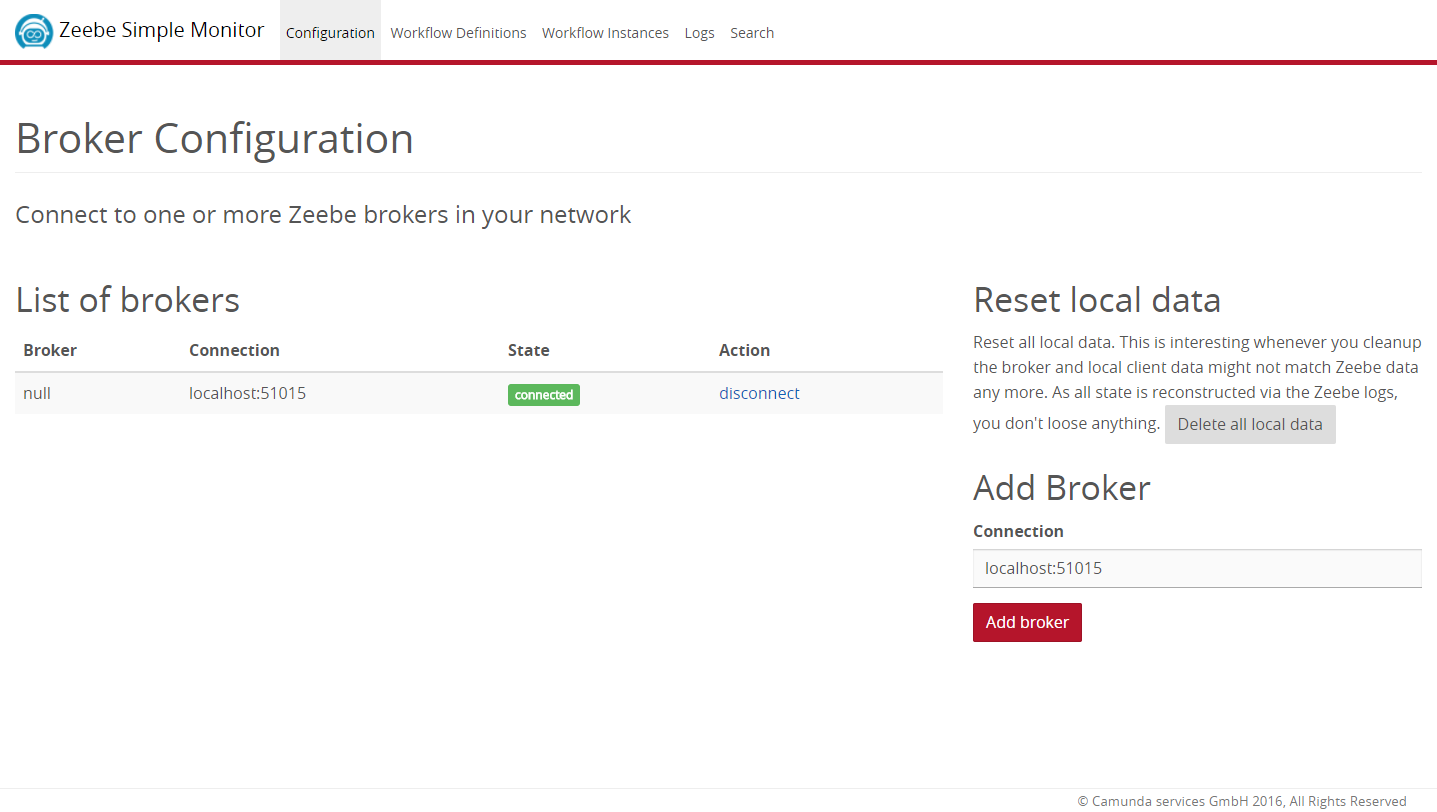 Zeebe Simple Monitor
Configuration
Workflow Definitions
Workflow Instances
Logs
Search
Broker Configuration
Connect to one or more Zeebe brokers in your network
List of brokers
Broker Connection State Action
null localhost:51015 connected disconnect
Reset local data
Reset all local data. This is interesting whenever you cleanup
the broker and local client data might not match Zeebe data
any more. As all state is reconstructed via the Zeebe logs,
you don't loose anything. Delete all local data
Add Broker
Connection
localhost:51015
Add broker
© Camunda services GmbH 2016, All Rights Reserved